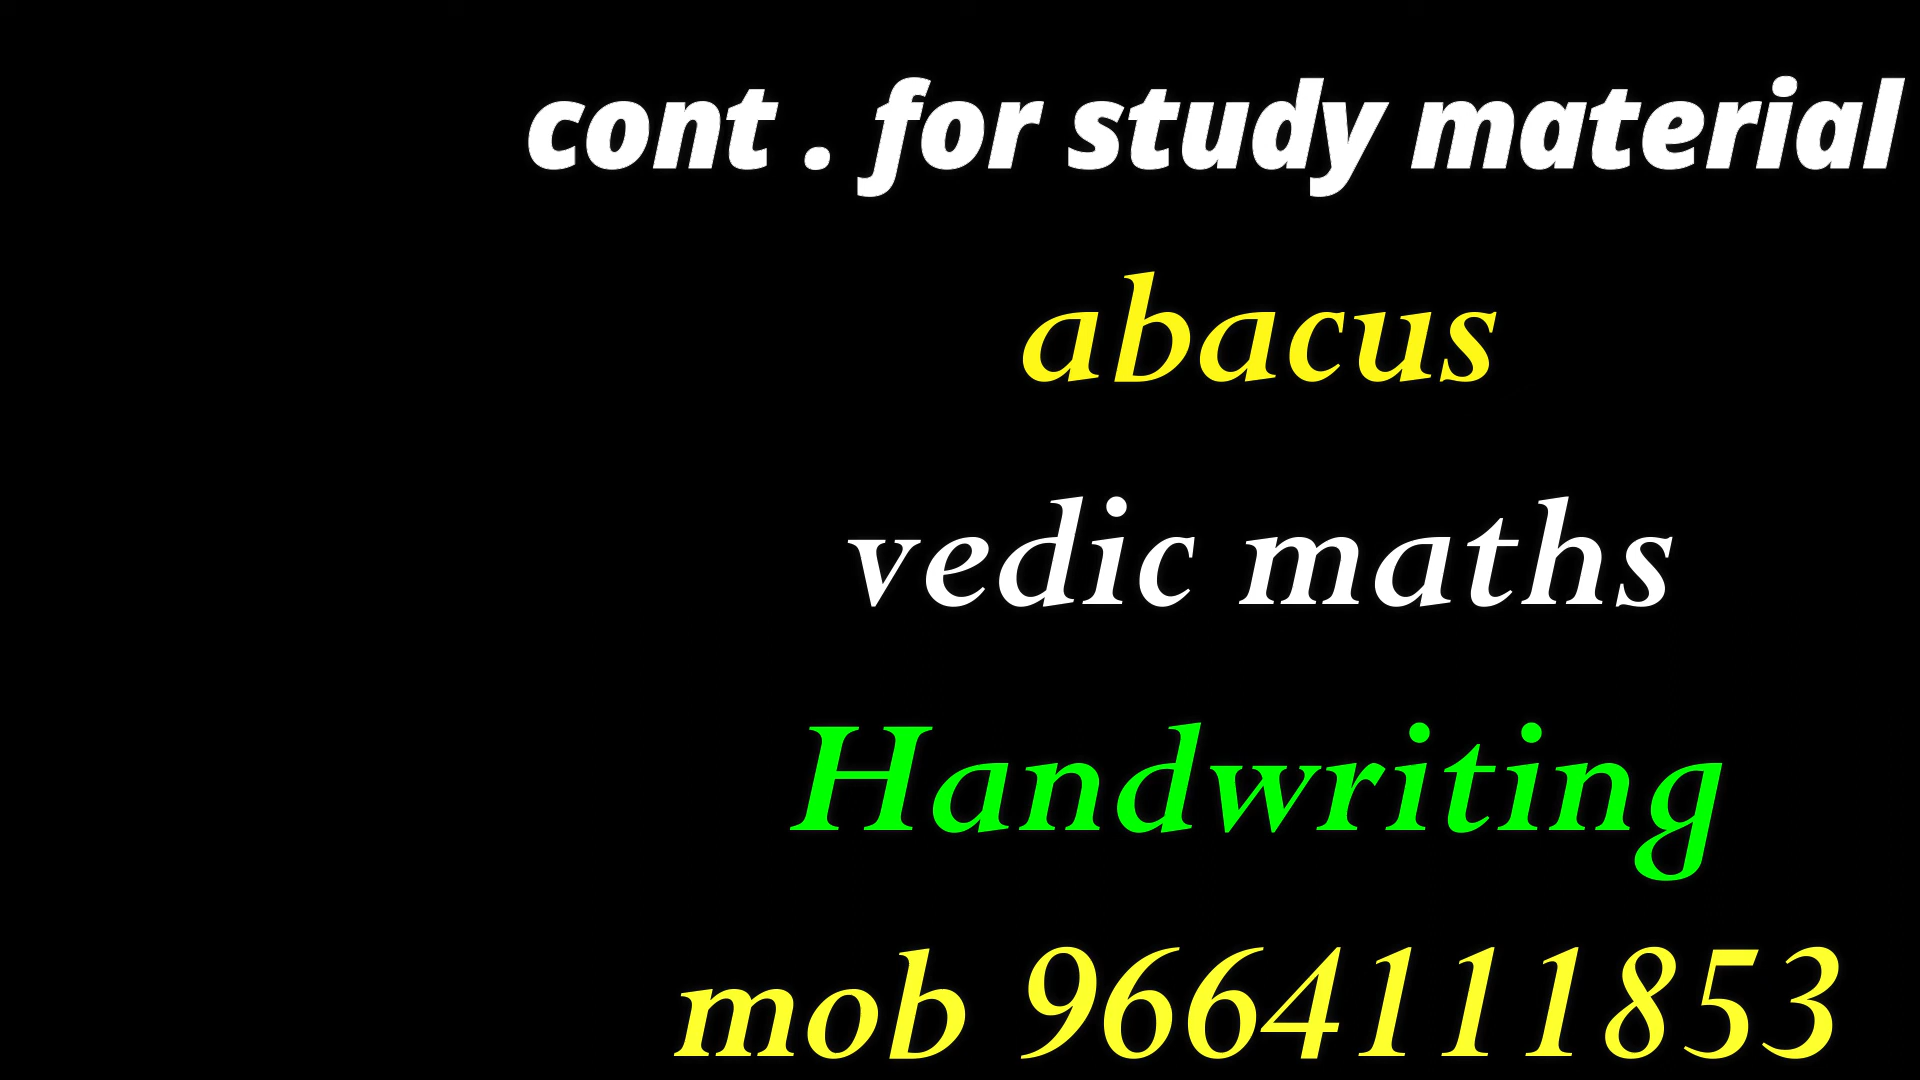 cont . for study material
abacus
vedic maths
Handwriting
mob 9664111853